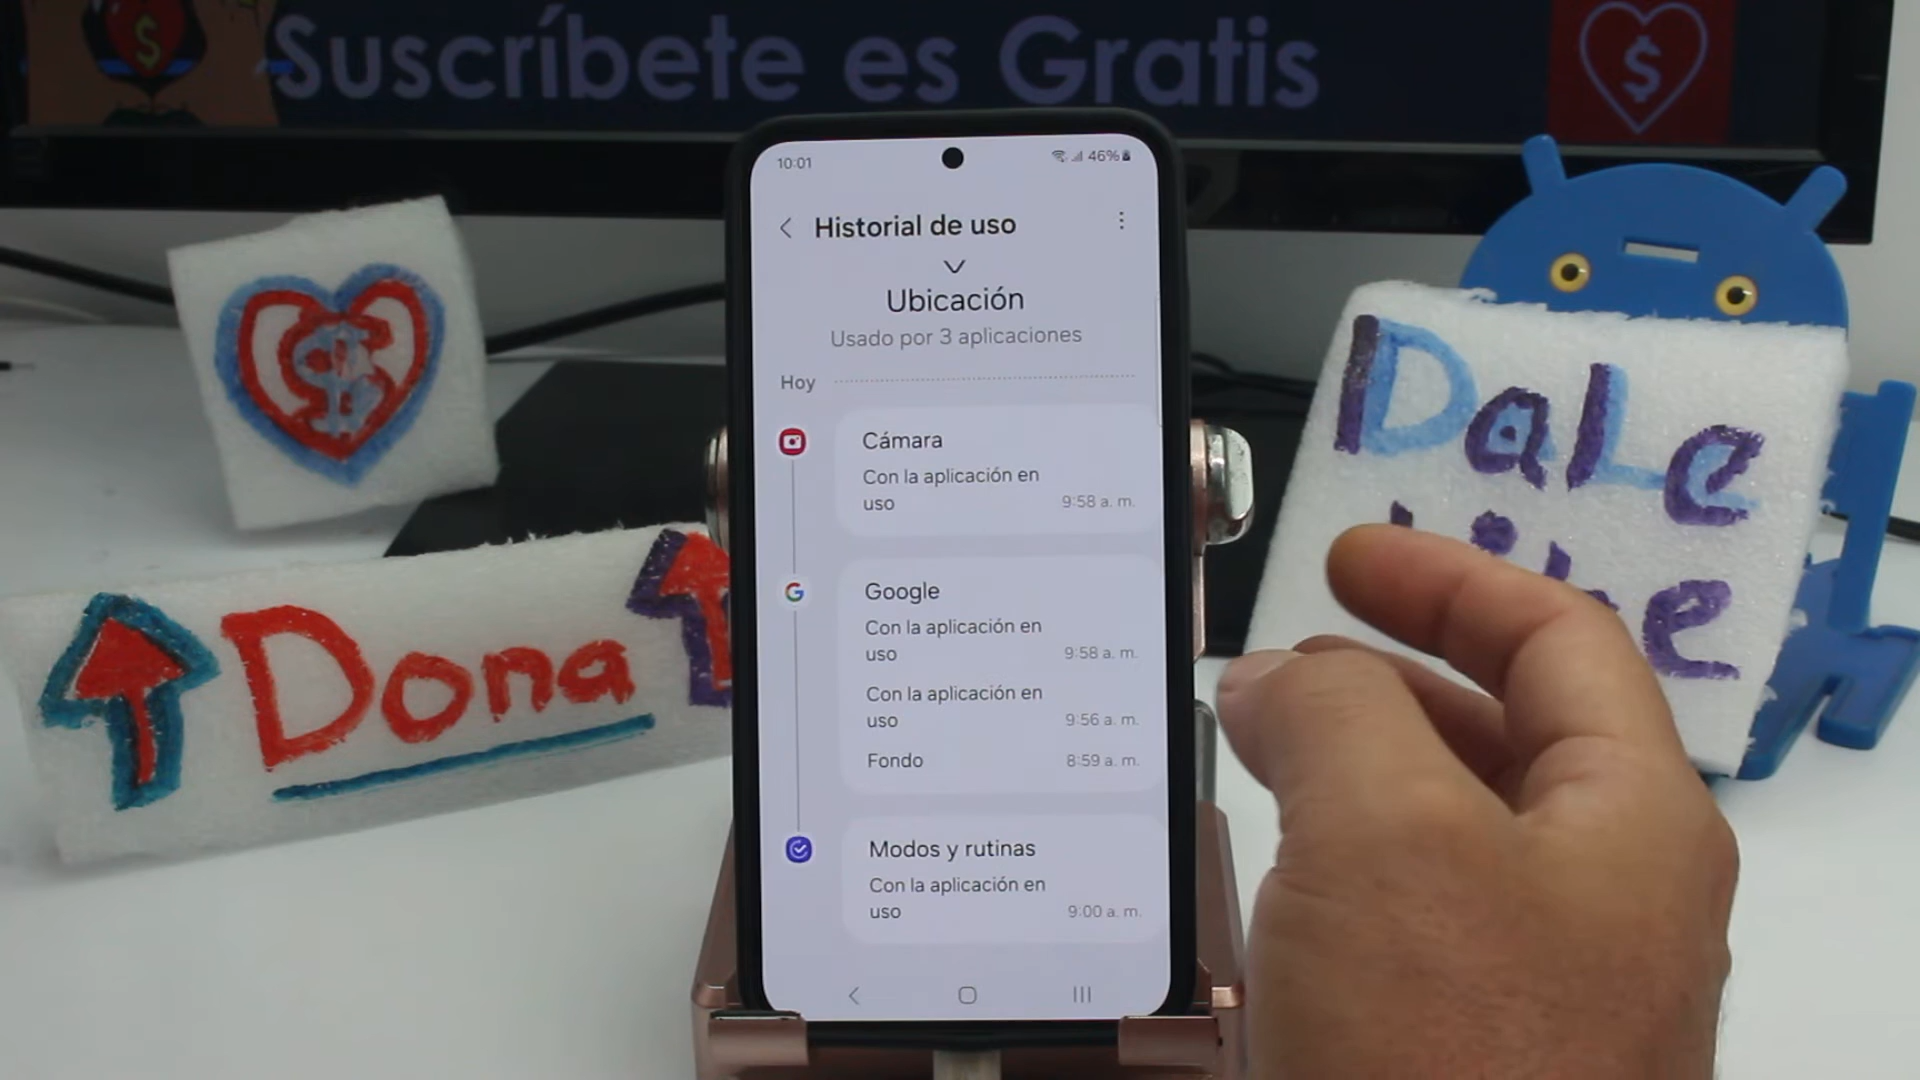 Suscríbete es Gratis
$
$
10:01
46%
Historial de uso
Ubicación
Usado por 3 aplicaciones
Hoy
Cámara
Con la aplicación en
uso
9:58 a. m.
Google
Con la aplicación en
uso
9:58 a. m.
Con la aplicación en
uso
9:56 a. m.
Fondo
8:59 a. m.
Modos y rutinas
Con la aplicación en
uso
9:00 a. m.
$
Dona
Dale